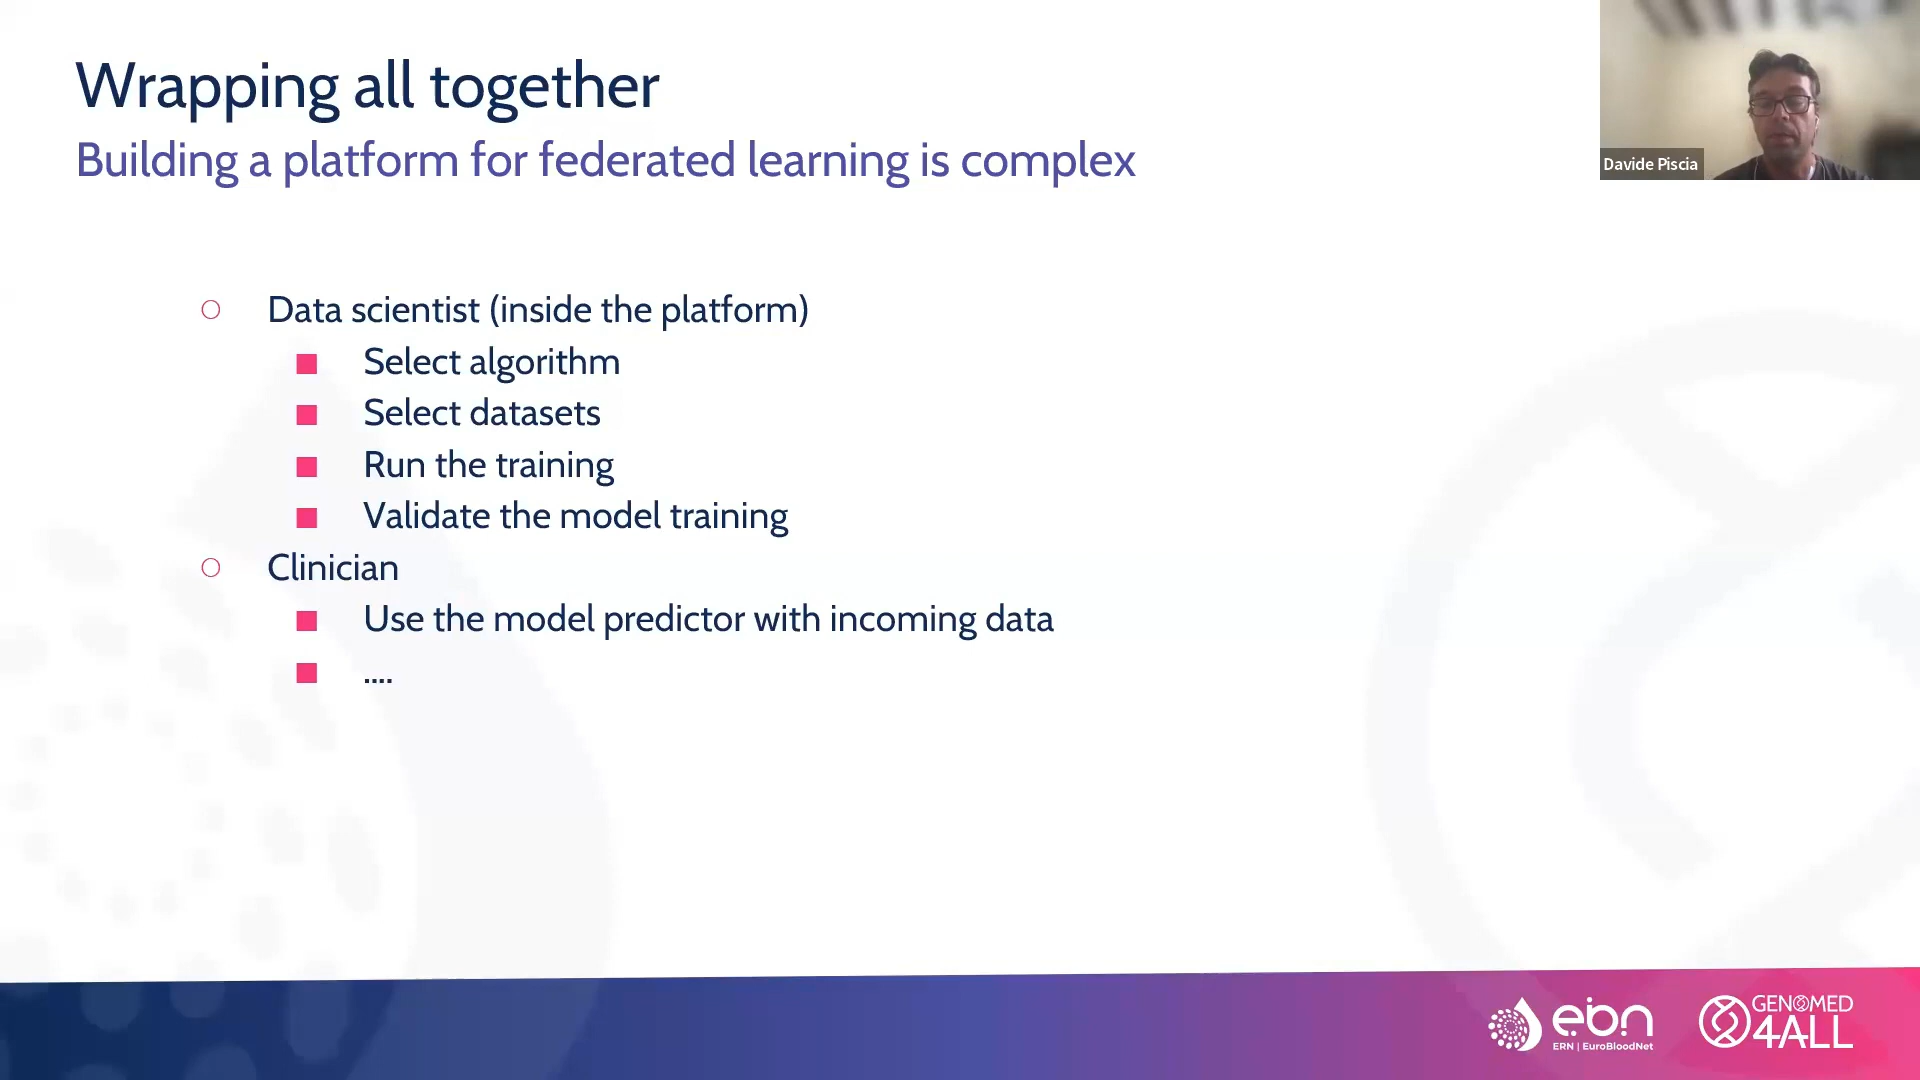 Wrapping all together
Building a platform for federated learning is complex
Davide Piscia
Data scientist (inside the platform)
Select algorithm
Select datasets
Run the training
Validate the model training
Clinician
Use the model predictor with incoming data
....
ebn
ERN | EuroBloodNet
GENOMED
4ALL